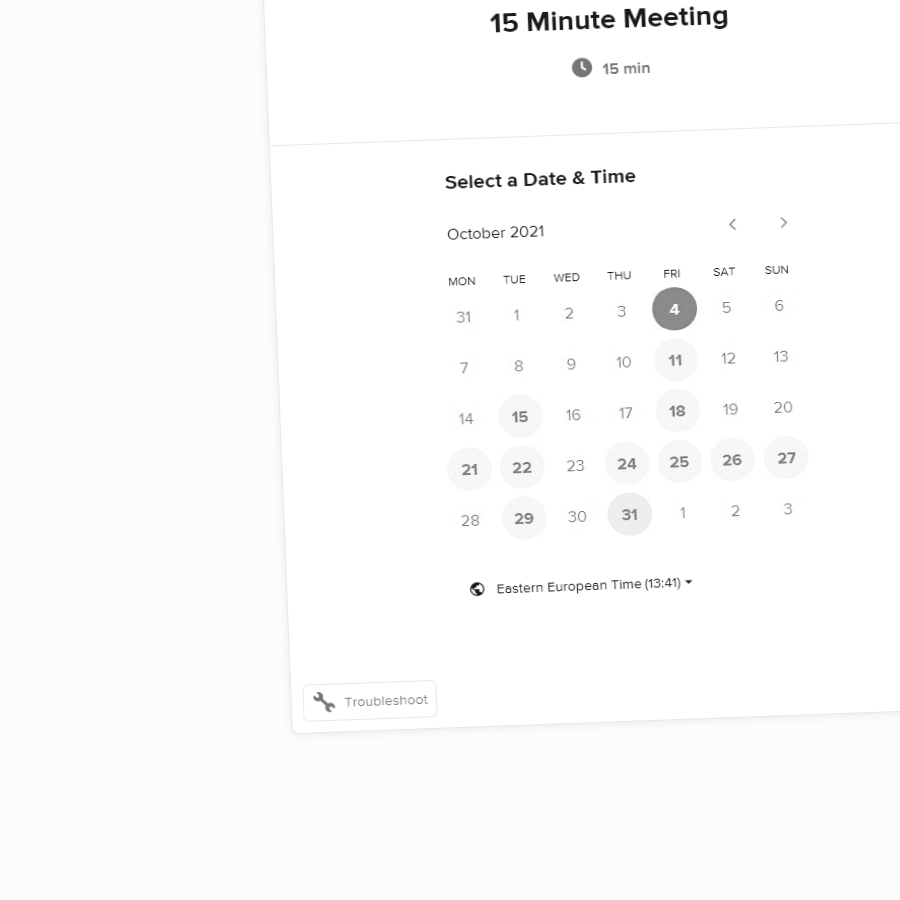 15 Minute Meeting
15 min
Select a Date & Time
October 2021
MON TUE WED THU FRI SAT SUN
31 1 2 3 4 5 6
7 8 9 10 11 12 13
14 15 16 17 18 19 20
21 22 23 24 25 26 27
28 29 30 31 1 2 3
Eastern European Time (13:41)
Troubleshoot